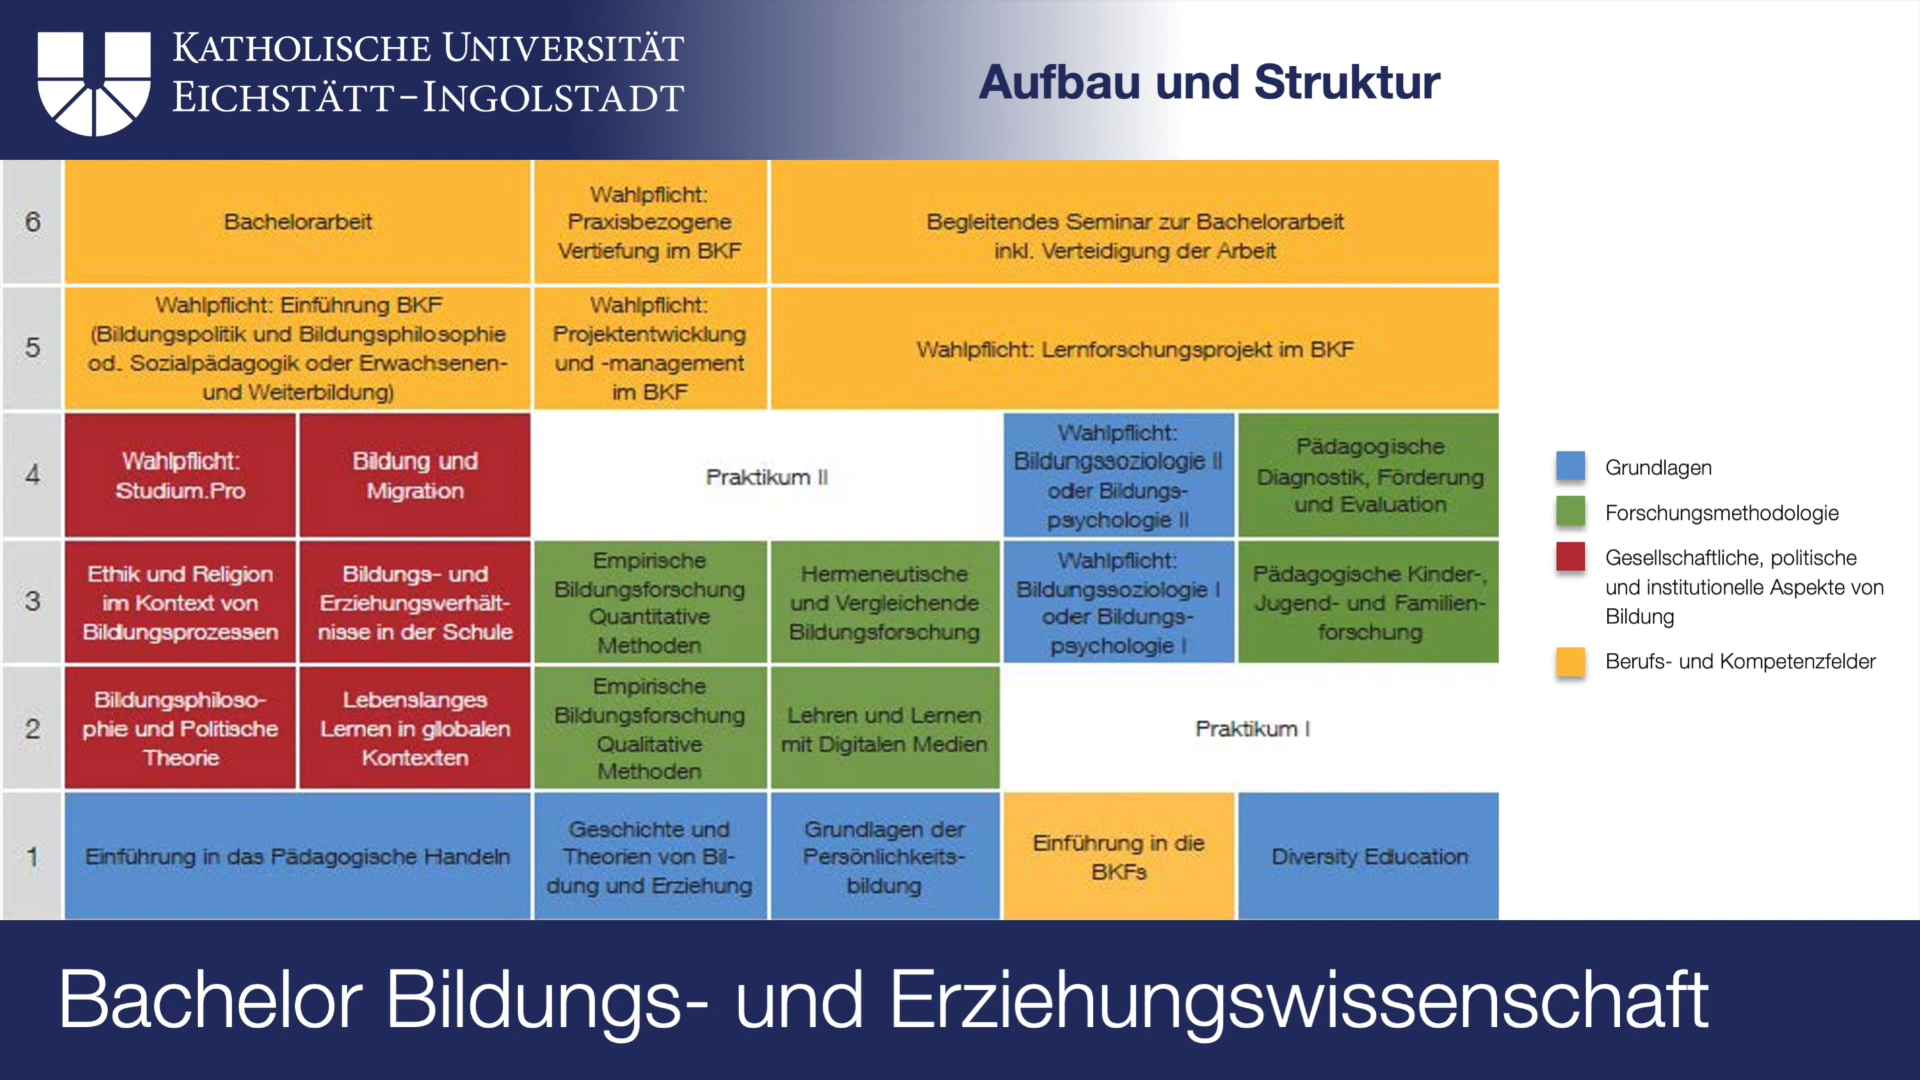 KATHOLISCHE UNIVERSITÄT
EICHSTÄTT-INGOLSTADT
Aufbau und Struktur
6
Bachelorarbeit
Wahlpflicht:
Praxisbezogene
Vertiefung im BKF
Begleitendes Seminar zur Bachelorarbeit
inkl. Verteidigung der Arbeit
5
Wahlpflicht: Einführung BKF
(Bildungspolitik und Bildungsphilosophie
od. Sozialpädagogik oder Erwachsenen-
und Weiterbildung)
Wahlpflicht:
Projektentwicklung
und -management
im BKF
Wahlpflicht: Lernforschungsprojekt im BKF
4
Wahlpflicht:
Studium.Pro
Bildung und
Migration
Praktikum II
Wahlpflicht:
Bildungssoziologie II
oder Bildungs-
psychologie II
Pädagogische
Diagnostik, Förderung
und Evaluation
3
Ethik und Religion
im Kontext von
Bildungsprozessen
Bildungs- und
Erziehungsverhält-
nisse in der Schule
Empirische
Bildungsforschung
Quantitative
Methoden
Hermeneutische
und Vergleichende
Bildungsforschung
Wahlpflicht:
Bildungssoziologie I
oder Bildungs-
psychologie I
Pädagogische Kinder-,
Jugend- und Familien-
forschung
2
Bildungsphiloso-
phie und Politische
Theorie
Lebenslanges
Lernen in globalen
Kontexten
Empirische
Bildungsforschung
Qualitative
Methoden
Lehren und Lernen
mit Digitalen Medien
Praktikum I
1
Einführung in das Pädagogische Handeln
Geschichte und
Theorien von Bil-
dung und Erziehung
Grundlagen der
Persönlichkeits-
bildung
Einführung in die
BKFs
Diversity Education
Grundlagen
Forschungsmethodologie
Gesellschaftliche, politische
und institutionelle Aspekte von
Bildung
Berufs- und Kompetenzfelder
Bachelor Bildungs- und Erziehungswissenschaft